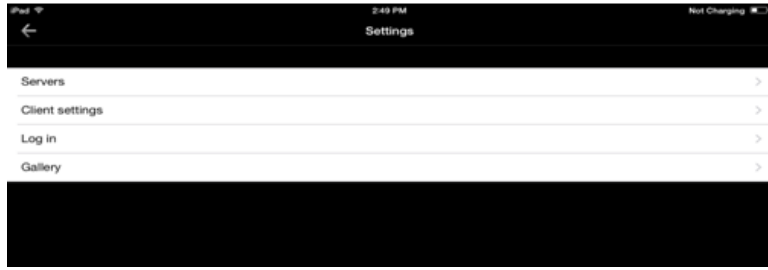 iPad 2:49 PM Not Charging
Settings
Servers
Client settings
Log in
Gallery